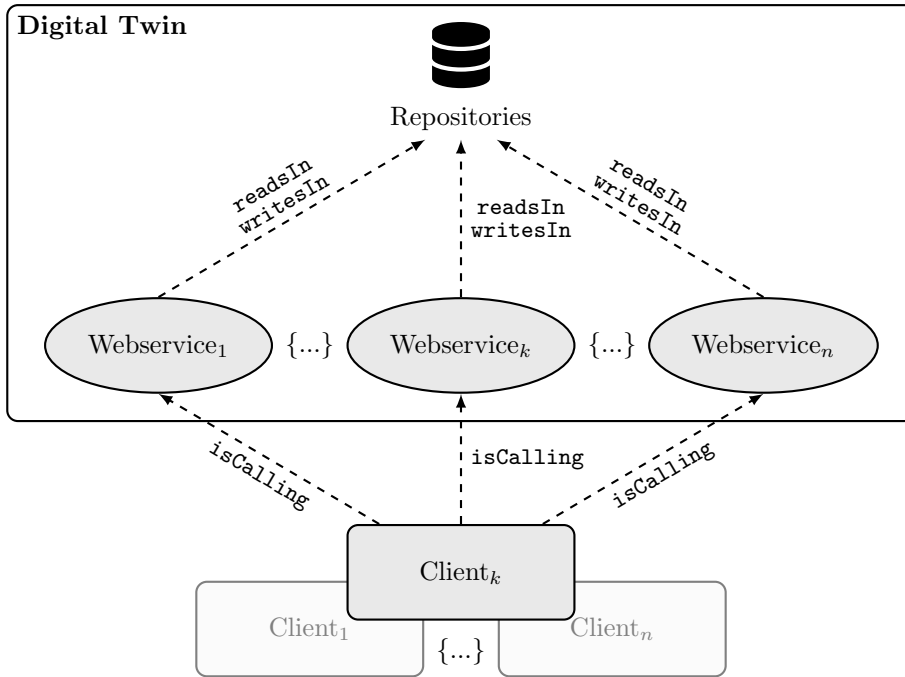 Digital Twin
Repositories
readsIn
writesIn
readsIn
writesIn
readsIn
writesIn
Webservice₁ {...} Webserviceₖ {...} Webserviceₙ
isCalling
isCalling
isCalling
Clientₖ
Client₁ {...} Clientₙ